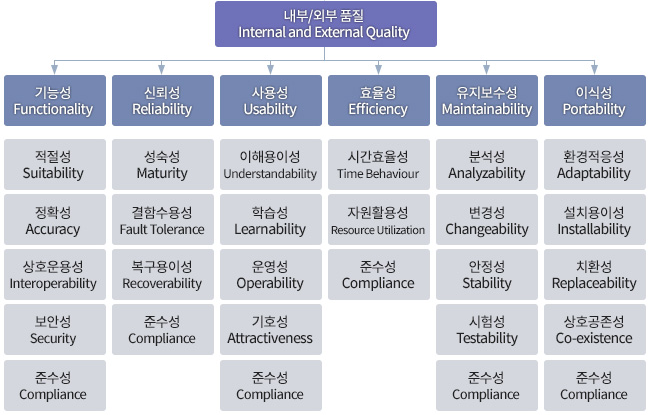 내부/외부 품질
Internal and External Quality
기능성
Functionality
신뢰성
Reliability
사용성
Usability
효율성
Efficiency
유지보수성
Maintainability
이식성
Portability
적절성
Suitability
성숙성
Maturity
이해용이성
Understandability
시간효율성
Time Behaviour
분석성
Analyzability
환경적응성
Adaptability
정확성
Accuracy
결함수용성
Fault Tolerance
학습성
Learnability
자원활용성
Resource Utilization
변경성
Changeability
설치용이성
Installability
상호운용성
Interoperability
복구용이성
Recoverability
운영성
Operability
준수성
Compliance
안정성
Stability
치환성
Replaceability
보안성
Security
준수성
Compliance
기호성
Attractiveness
시험성
Testability
상호공존성
Co-existence
준수성
Compliance
준수성
Compliance
준수성
Compliance
준수성
Compliance